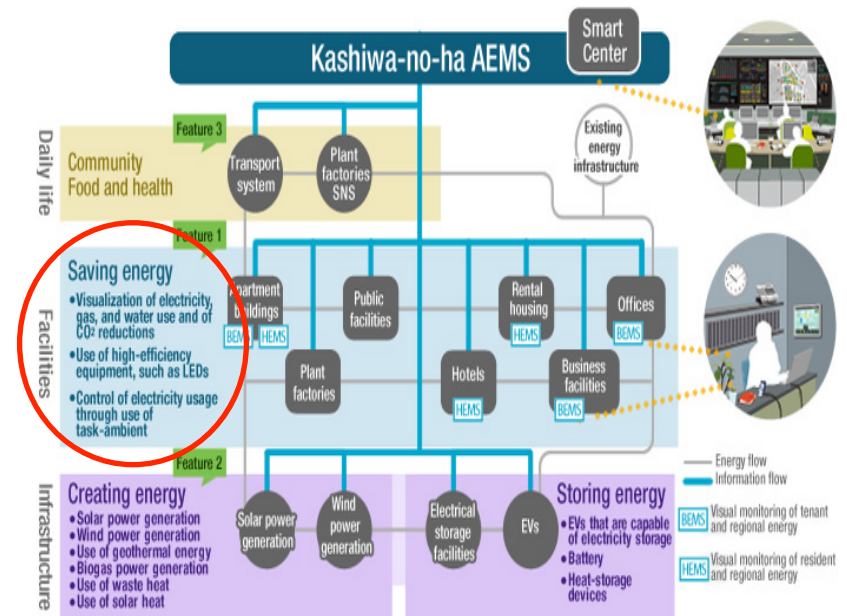 Kashiwa-no-ha AEMS
Smart
Center
Daily life
Feature 3
Community
Food and health
Transport
system
Plant
factories
SNS
Existing
energy
infrastructure
Facilities
Feature 1
Saving energy
•Visualization of electricity,
gas, and water use and of
CO² reductions
•Use of high-efficiency
equipment, such as LEDs
•Control of electricity usage
through use of
task-ambient
Apartment
buildings
BEMS
HEMS
Public
facilities
Rental
housing
HEMS
Offices
BEMS
Plant
factories
Hotels
HEMS
Business
facilities
BEMS
Infrastructure
Feature 2
Creating energy
•Solar power generation
•Wind power generation
•Use of geothermal energy
•Biogas power generation
•Use of waste heat
•Use of solar heat
Solar power
generation
Wind
power
generation
Electrical
storage
facilities
EVs
Storing energy
•EVs that are capable
of electricity storage
•Battery
•Heat-storage
devices
Energy flow
Information flow
BEMS Visual monitoring of tenant
and regional energy
HEMS Visual monitoring of resident
and regional energy